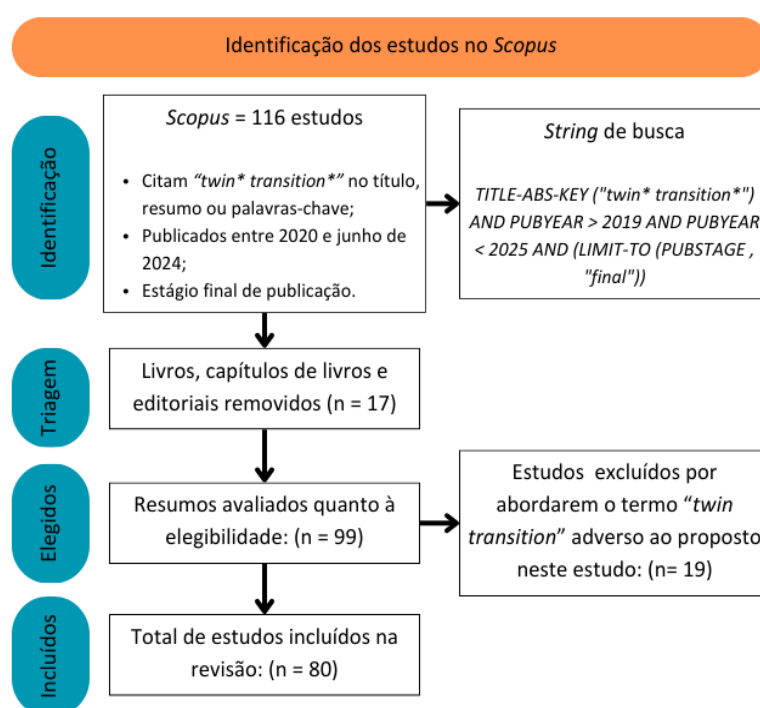 Identificação dos estudos no Scopus
Identificação
Scopus = 116 estudos
• Citam “twin* transition*” no título,
resumo ou palavras-chave;
• Publicados entre 2020 e junho de
2024;
• Estágio final de publicação.
String de busca
TITLE-ABS-KEY ("twin* transition*")
AND PUBYEAR > 2019 AND PUBYEAR
< 2025 AND (LIMIT-TO (PUBSTAGE ,
"final"))
Triagem
Livros, capítulos de livros e
editoriais removidos (n = 17)
Elegidos
Resumos avaliados quanto à
elegibilidade: (n = 99)
Estudos excluídos por
abordarem o termo “twin
transition” adverso ao proposto
neste estudo: (n= 19)
Incluídos
Total de estudos incluídos na
revisão: (n = 80)